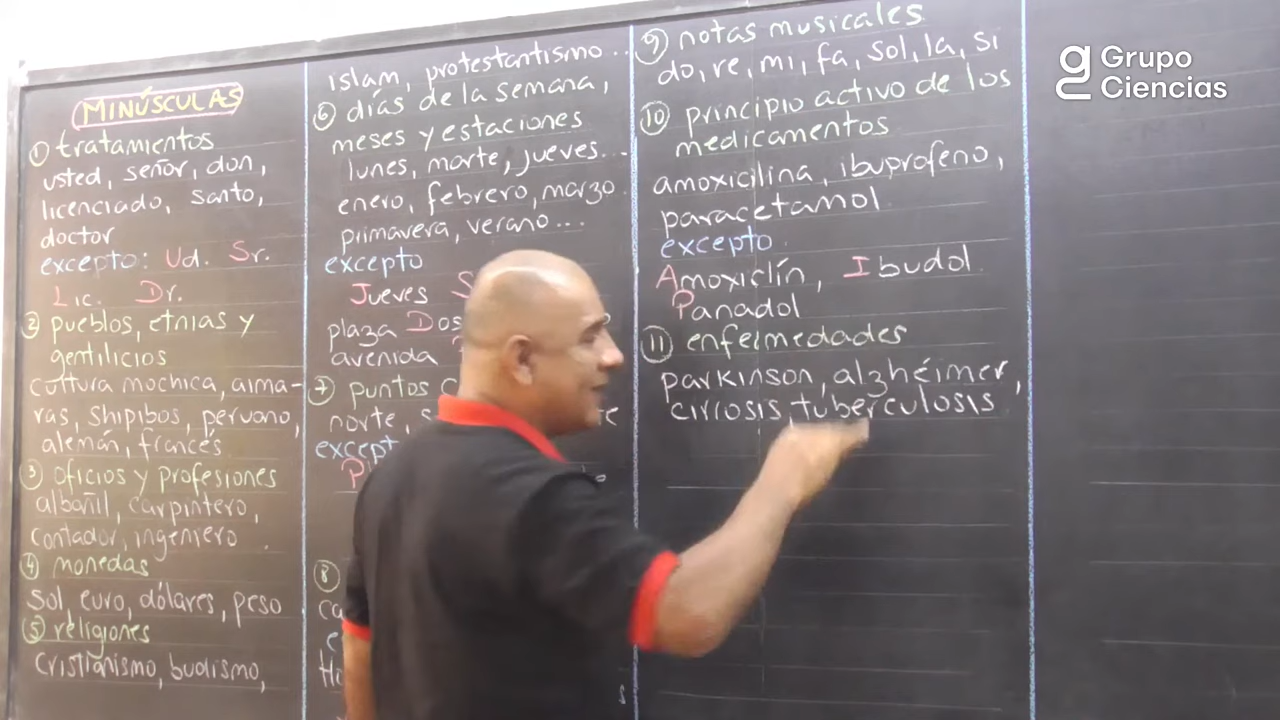 MINÚSCULAS
① tratamientos
usted, señor, don,
licenciado, santo,
doctor
excepto: Ud. Sr.
Lic. Dr.
② pueblos, etnias y
gentilicios
cultura mochica, aima-
ras, shipibos, peruano,
alemán, francés
③ oficios y profesiones
albañil, carpintero,
contador, ingeniero
④ monedas
sol, euro, dólares, peso
⑤ religiones
cristianismo, budismo,
islam, protestantismo...
⑥ días de la semana,
meses y estaciones
lunes, marte, jueves...
enero, febrero, marzo
primavera, verano...
excepto
Jueves S
plaza Dos
avenida
⑦ puntos
norte,
⑧
⑨ notas musicales
do, re, mi, fa, sol, la, si
⑩ principio activo de los
medicamentos
amoxicilina, ibuprofeno,
paracetamol
excepto
Amoxiclín, Ibudol
Panadol
⑪ enfermedades
parkinson, alzhéimer,
cirrosis, tuberculosis
Grupo
Ciencias